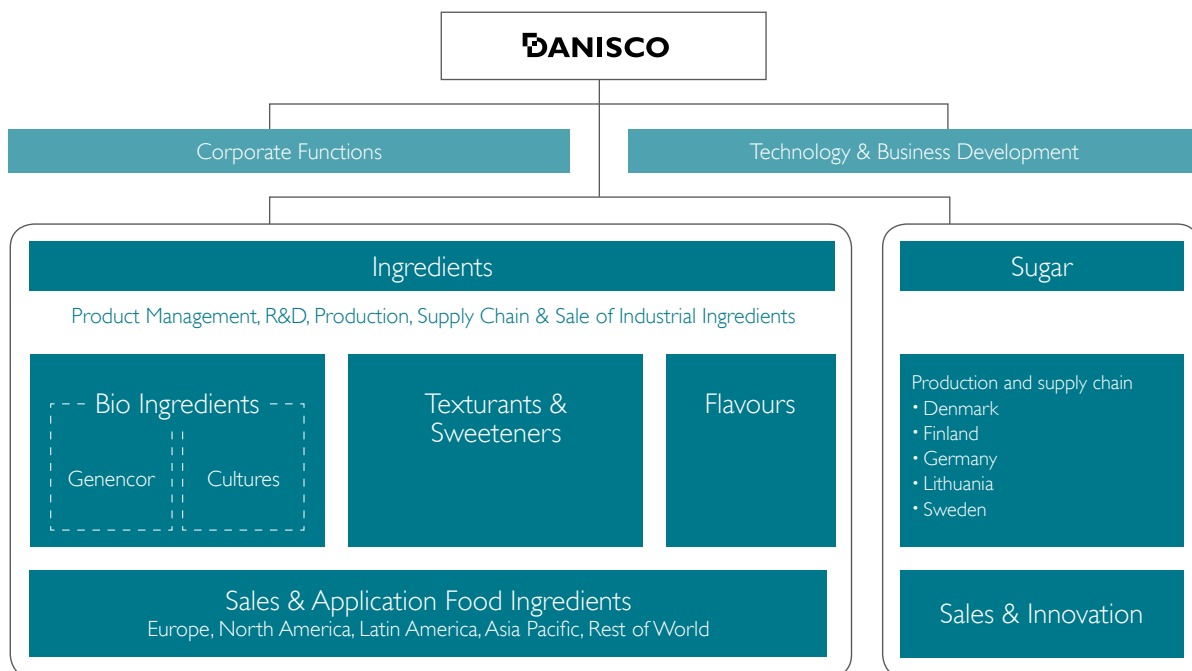 DANISCO
Corporate Functions
Technology & Business Development
Ingredients
Product Management, R&D, Production, Supply Chain & Sale of Industrial Ingredients
Bio Ingredients
Genencor
Cultures
Texturants &
Sweeteners
Flavours
Sales & Application Food Ingredients
Europe, North America, Latin America, Asia Pacific, Rest of World
Sugar
Production and supply chain
• Denmark
• Finland
• Germany
• Lithuania
• Sweden
Sales & Innovation